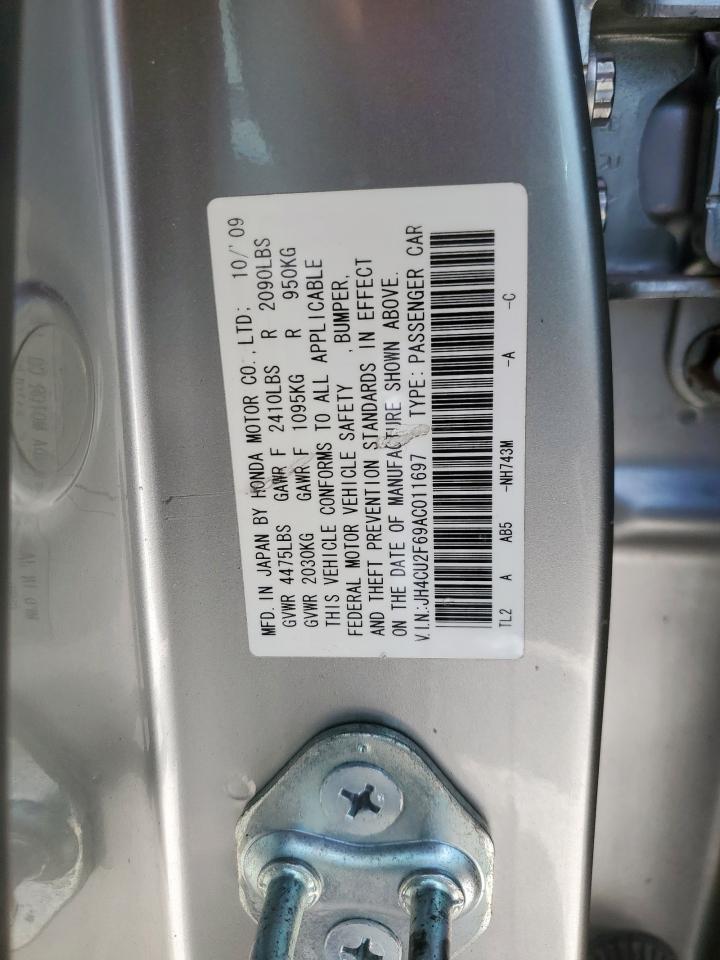 MFD. IN JAPAN BY HONDA MOTOR CO., LTD: 10/'09
GVWR 4475LBS GAWR F 2410LBS R 2090LBS
GVWR 2030KG GAWR F 1095KG R 950KG
THIS VEHICLE CONFORMS TO ALL APPLICABLE
FEDERAL MOTOR VEHICLE SAFETY , BUMPER,
AND THEFT PREVENTION STANDARDS IN EFFECT
ON THE DATE OF MANUFACTURE SHOWN ABOVE.
V.I.N.:JH4CU2F69AC011697 TYPE: PASSENGER CAR
TL2 A AB5 -NH743M -A -C